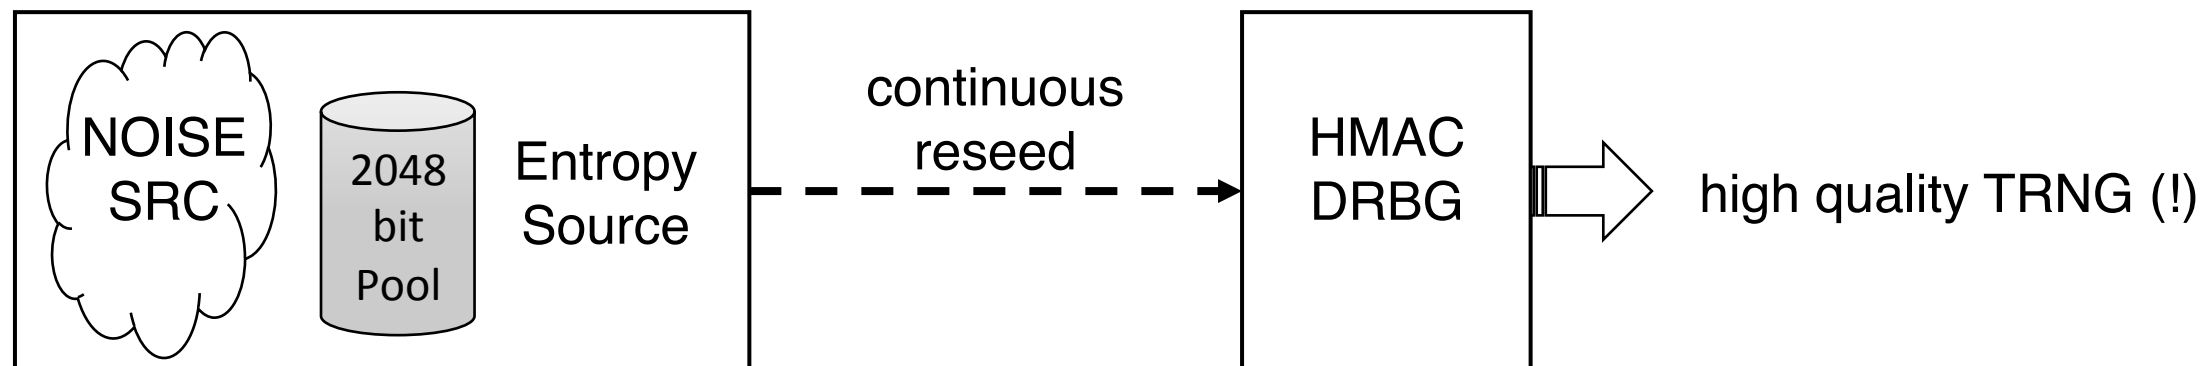 NOISE
SRC
2048
bit
Pool
Entropy
Source
continuous
reseed
HMAC
DRBG
high quality TRNG (!)